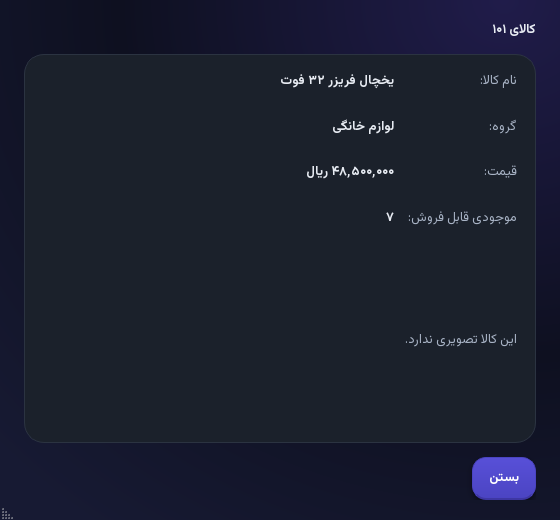 کالای ۱۰۱
نام کالا: یخچال فریزر ۳۲ فوت
گروه: لوازم خانگی
قیمت: ۴۸,۵۰۰,۰۰۰ ریال
موجودی قابل فروش: ۷
این کالا تصویری ندارد.
بستن